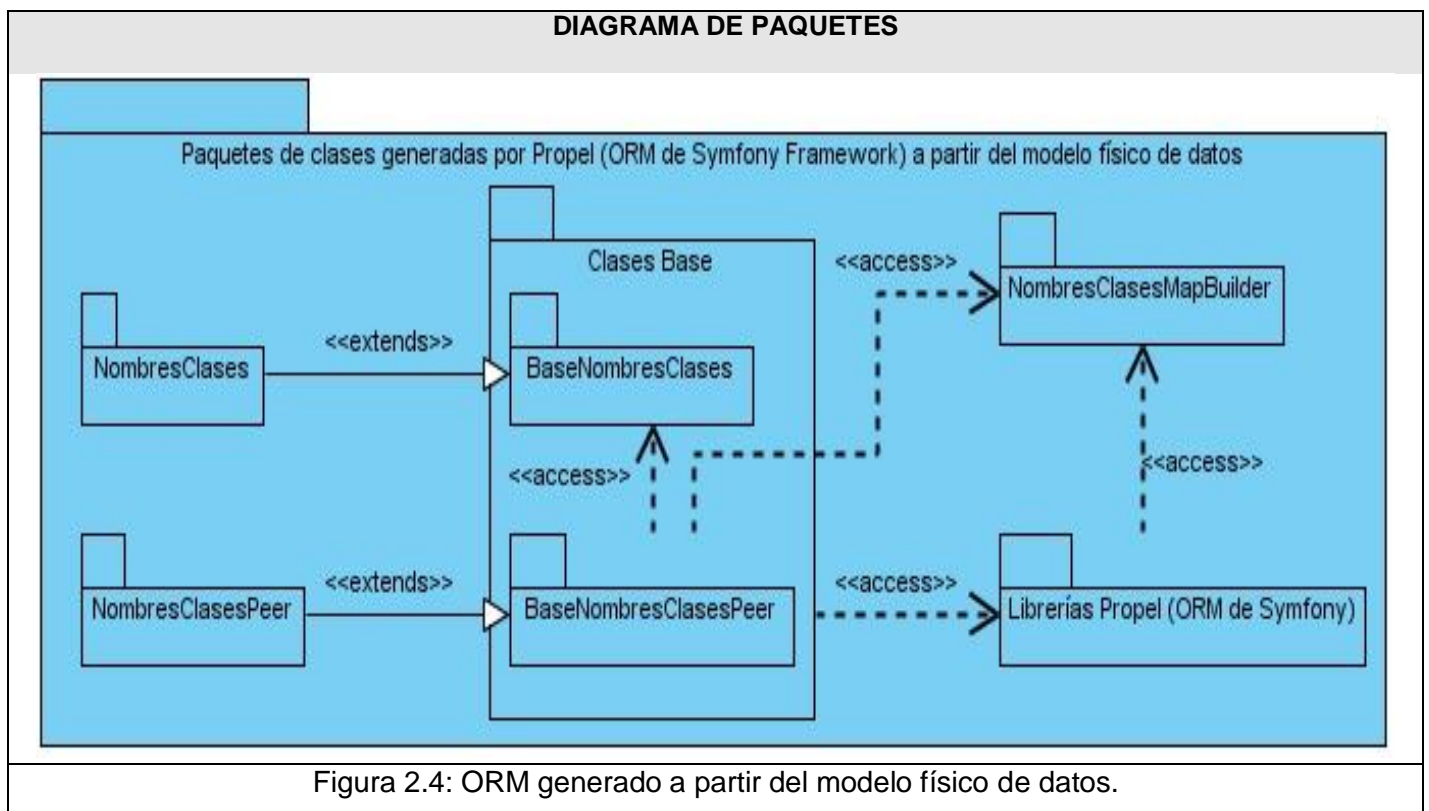 DIAGRAMA DE PAQUETES
Paquetes de clases generadas por Propel (ORM de Symfony Framework) a partir del modelo físico de datos
Clases Base
<<access>>
NombresClasesMapBuilder
<<extends>>
NombresClases
BaseNombresClases
<<access>>
<<access>>
<<extends>>
<<access>>
NombresClasesPeer
BaseNombresClasesPeer
Librerías Propel (ORM de Symfony)
Figura 2.4: ORM generado a partir del modelo físico de datos.